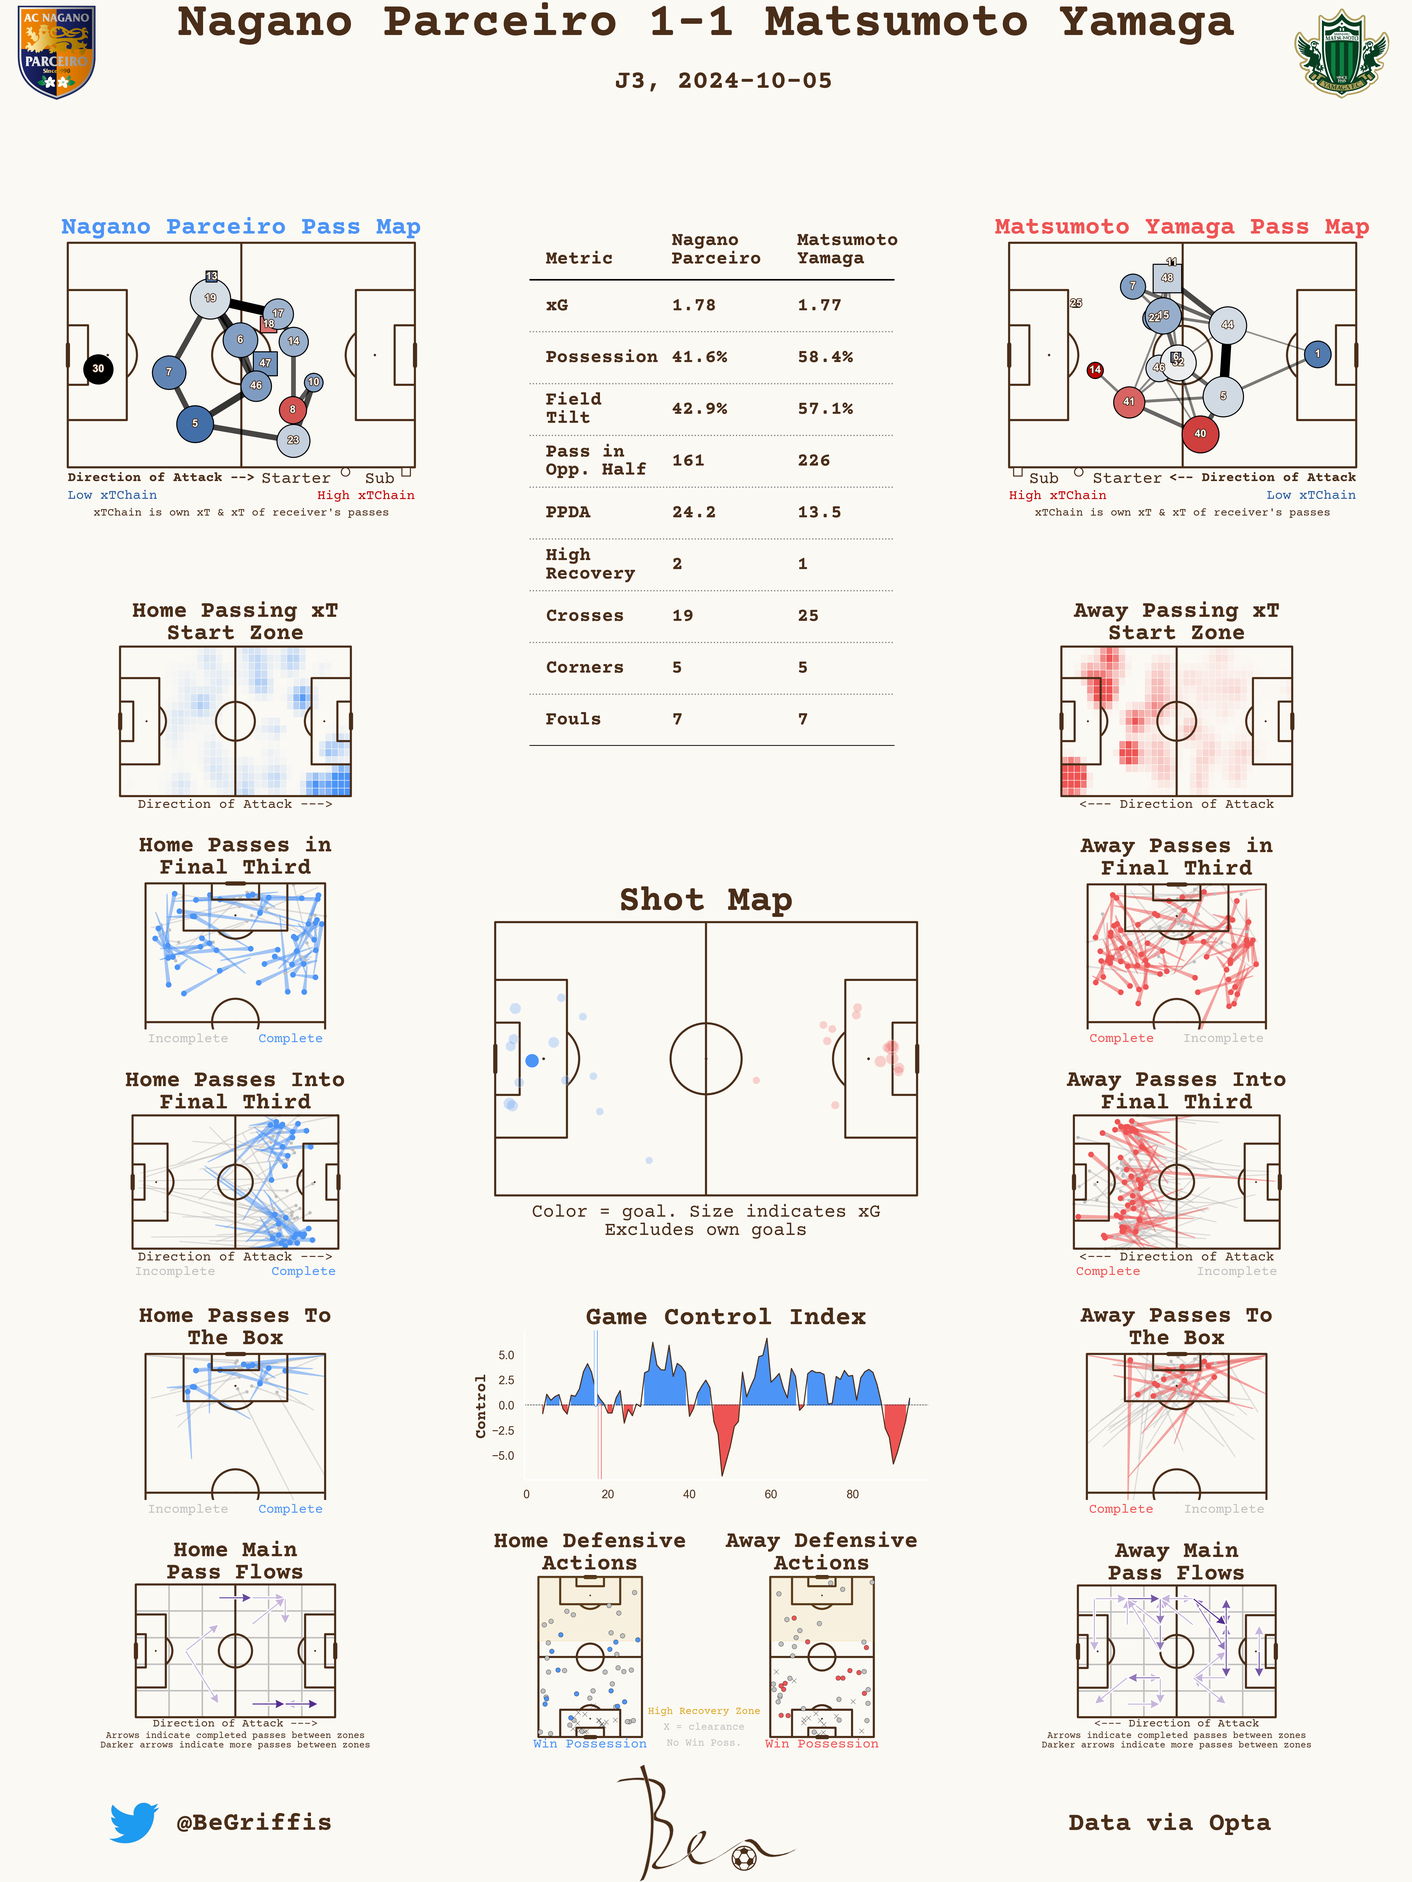 Nagano Parceiro 1-1 Matsumoto Yamaga
J3, 2024-10-05
AC NAGANO
PARCEIRO
Since 1990
MATSUMOTO
YAMAGA F.C.
Nagano Parceiro Pass Map
13
19
17
18
6
14
30
7
47
46
10
8
5
23
Direction of Attack --> Starter Sub
Low xTChain High xTChain
xTChain is own xT & xT of receiver's passes
Metric Nagano Parceiro Matsumoto Yamaga
xG 1.78 1.77
Possession 41.6% 58.4%
Field Tilt 42.9% 57.1%
Pass in Opp. Half 161 226
PPDA 24.2 13.5
High Recovery 2 1
Crosses 19 25
Corners 5 5
Fouls 7 7
Matsumoto Yamaga Pass Map
11
48
7
25
22
15
44
6
46
32
1
14
41
5
40
Sub Starter <-- Direction of Attack
High xTChain Low xTChain
xTChain is own xT & xT of receiver's passes
Home Passing xT
Start Zone
Direction of Attack --->
Away Passing xT
Start Zone
<--- Direction of Attack
Home Passes in
Final Third
Incomplete Complete
Away Passes in
Final Third
Complete Incomplete
Shot Map
Color = goal. Size indicates xG
Excludes own goals
Home Passes Into
Final Third
Direction of Attack --->
Incomplete Complete
Away Passes Into
Final Third
<--- Direction of Attack
Complete Incomplete
Home Passes To
The Box
Incomplete Complete
Game Control Index
Control
5.0
2.5
0.0
−2.5
−5.0
0 20 40 60 80
Away Passes To
The Box
Complete Incomplete
Home Main
Pass Flows
Direction of Attack --->
Arrows indicate completed passes between zones
Darker arrows indicate more passes between zones
Home Defensive
Actions
Win Possession
Away Defensive
Actions
Win Possession
High Recovery Zone
X = clearance
No Win Poss.
Away Main
Pass Flows
<--- Direction of Attack
Arrows indicate completed passes between zones
Darker arrows indicate more passes between zones
@BeGriffis
Ben
Data via Opta